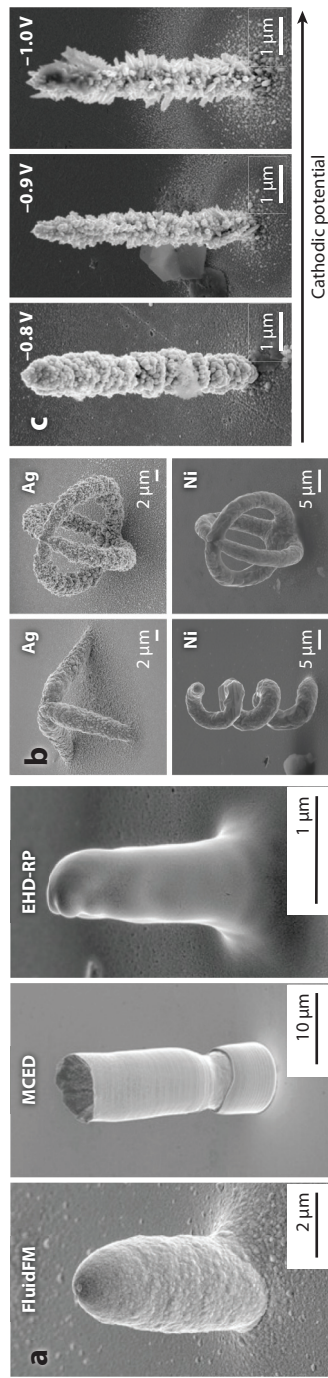 a
FluidFM
2 μm
MCED
10 μm
EHD-RP
1 μm
b
Ag
2 μm
Ag
2 μm
Ni
5 μm
Ni
5 μm
c
−0.8 V
1 μm
−0.9 V
1 μm
−1.0 V
1 μm
Cathodic potential